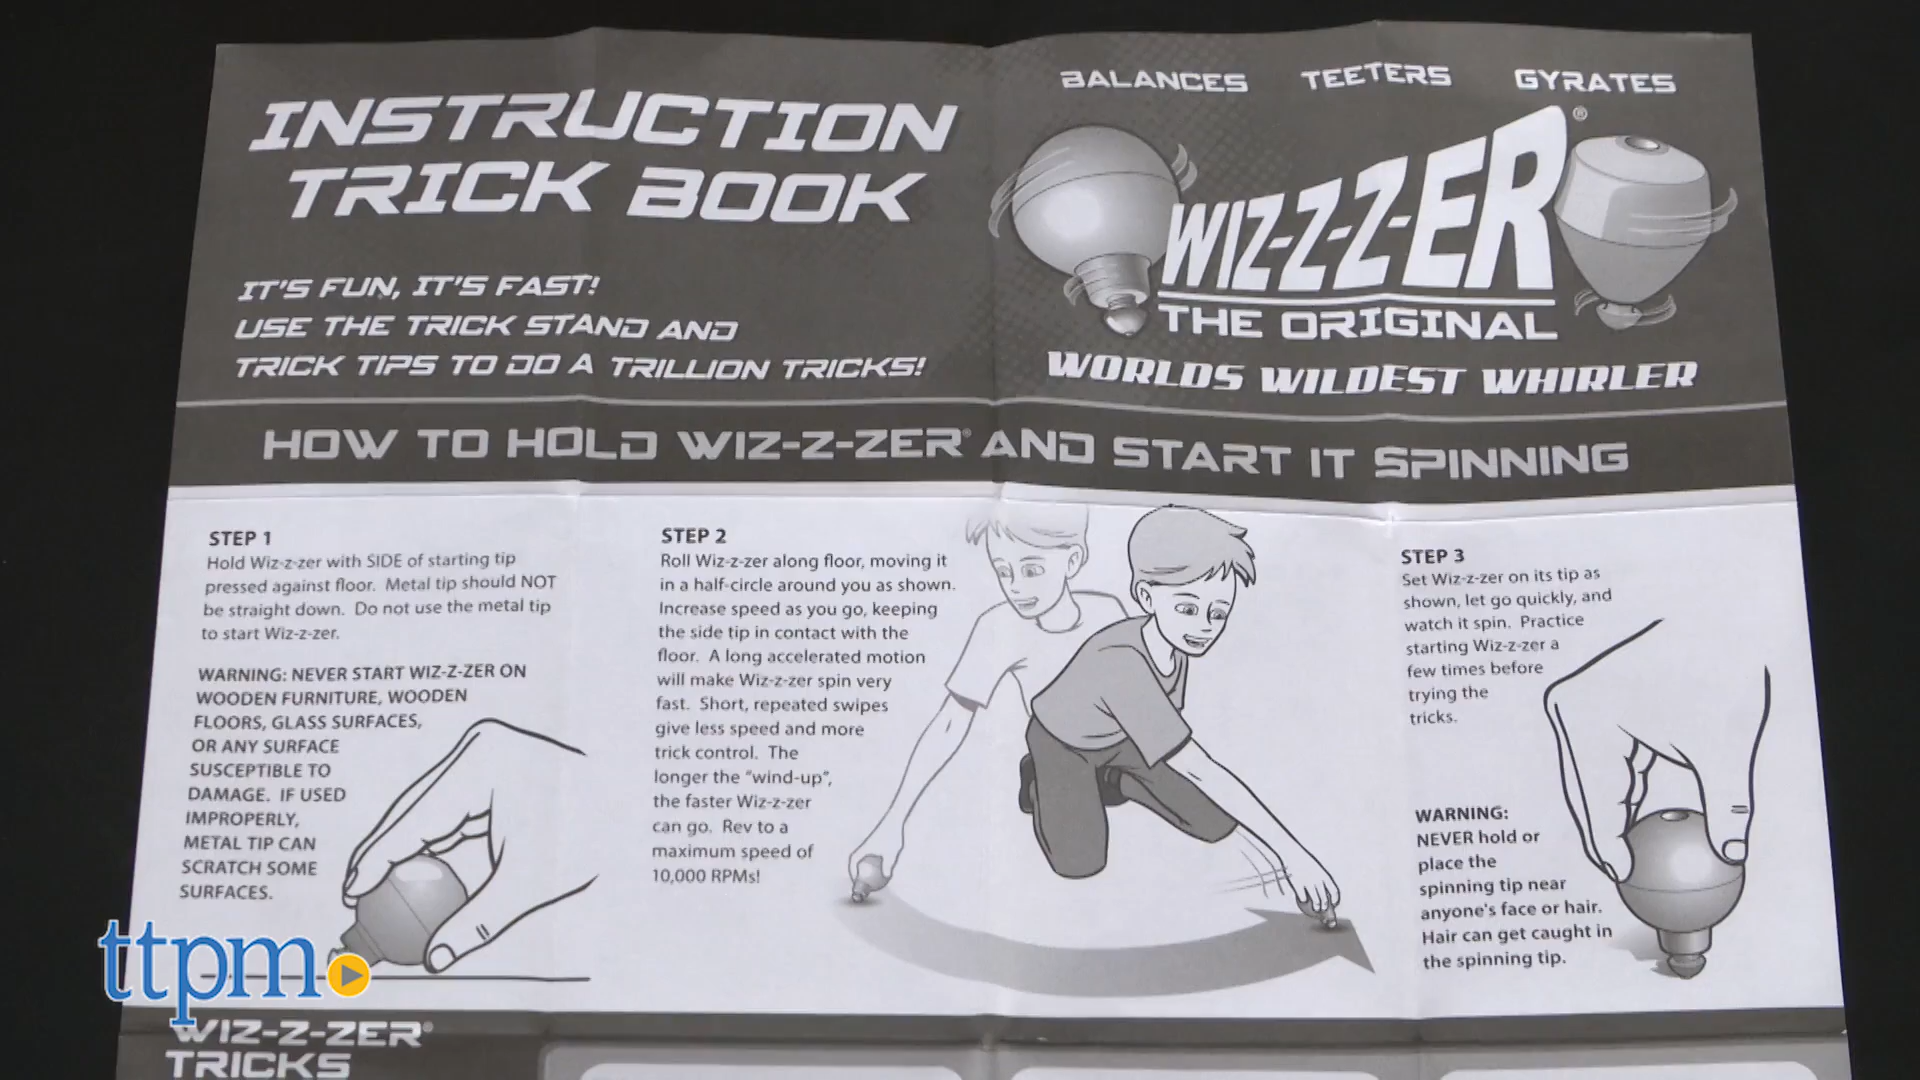 INSTRUCTION
TRICK BOOK
IT'S FUN, IT'S FAST!
USE THE TRICK STAND AND
TRICK TIPS TO DO A TRILLION TRICKS!
BALANCES TEETERS GYRATES
WIZ-Z-Z-ER®
THE ORIGINAL
WORLDS WILDEST WHIRLER
HOW TO HOLD WIZ-Z-ZER® AND START IT SPINNING
STEP 1
Hold Wiz-z-zer with SIDE of starting tip
pressed against floor. Metal tip should NOT
be straight down. Do not use the metal tip
to start Wiz-z-zer.
WARNING: NEVER START WIZ-Z-ZER ON
WOODEN FURNITURE, WOODEN
FLOORS, GLASS SURFACES,
OR ANY SURFACE
SUSCEPTIBLE TO
DAMAGE. IF USED
IMPROPERLY,
METAL TIP CAN
SCRATCH SOME
SURFACES.
STEP 2
Roll Wiz-z-zer along floor, moving it
in a half-circle around you as shown.
Increase speed as you go, keeping
the side tip in contact with the
floor. A long accelerated motion
will make Wiz-z-zer spin very
fast. Short, repeated swipes
give less speed and more
trick control. The
longer the "wind-up",
the faster Wiz-z-zer
can go. Rev to a
maximum speed of
10,000 RPMs!
STEP 3
Set Wiz-z-zer on its tip as
shown, let go quickly, and
watch it spin. Practice
starting Wiz-z-zer a
few times before
trying the
tricks.
WARNING:
NEVER hold or
place the
spinning tip near
anyone's face or hair.
Hair can get caught in
the spinning tip.
ttpm
WIZ-Z-ZER®
TRICKS